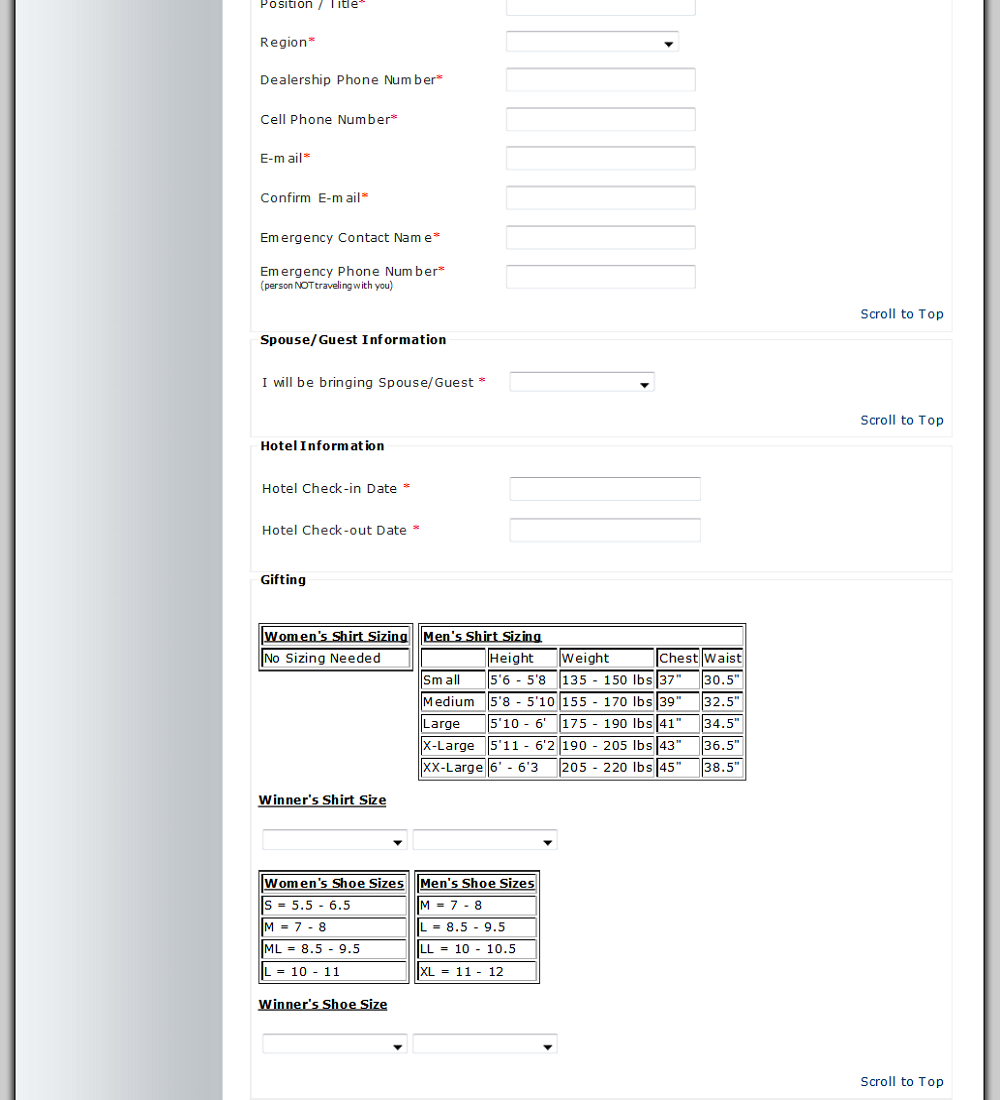 Position / Title*
Region*
Dealership Phone Number*
Cell Phone Number*
E-mail*
Confirm E-mail*
Emergency Contact Name*
Emergency Phone Number*
(person NOT traveling with you)
Scroll to Top
Spouse/Guest Information
I will be bringing Spouse/Guest *
Scroll to Top
Hotel Information
Hotel Check-in Date *
Hotel Check-out Date *
Gifting
Women's Shirt Sizing
No Sizing Needed
Men's Shirt Sizing
Height Weight Chest Waist
Small 5'6 - 5'8 135 - 150 lbs 37" 30.5"
Medium 5'8 - 5'10 155 - 170 lbs 39" 32.5"
Large 5'10 - 6' 175 - 190 lbs 41" 34.5"
X-Large 5'11 - 6'2 190 - 205 lbs 43" 36.5"
XX-Large 6' - 6'3 205 - 220 lbs 45" 38.5"
Winner's Shirt Size
Women's Shoe Sizes
S = 5.5 - 6.5
M = 7 - 8
ML = 8.5 - 9.5
L = 10 - 11
Men's Shoe Sizes
M = 7 - 8
L = 8.5 - 9.5
LL = 10 - 10.5
XL = 11 - 12
Winner's Shoe Size
Scroll to Top